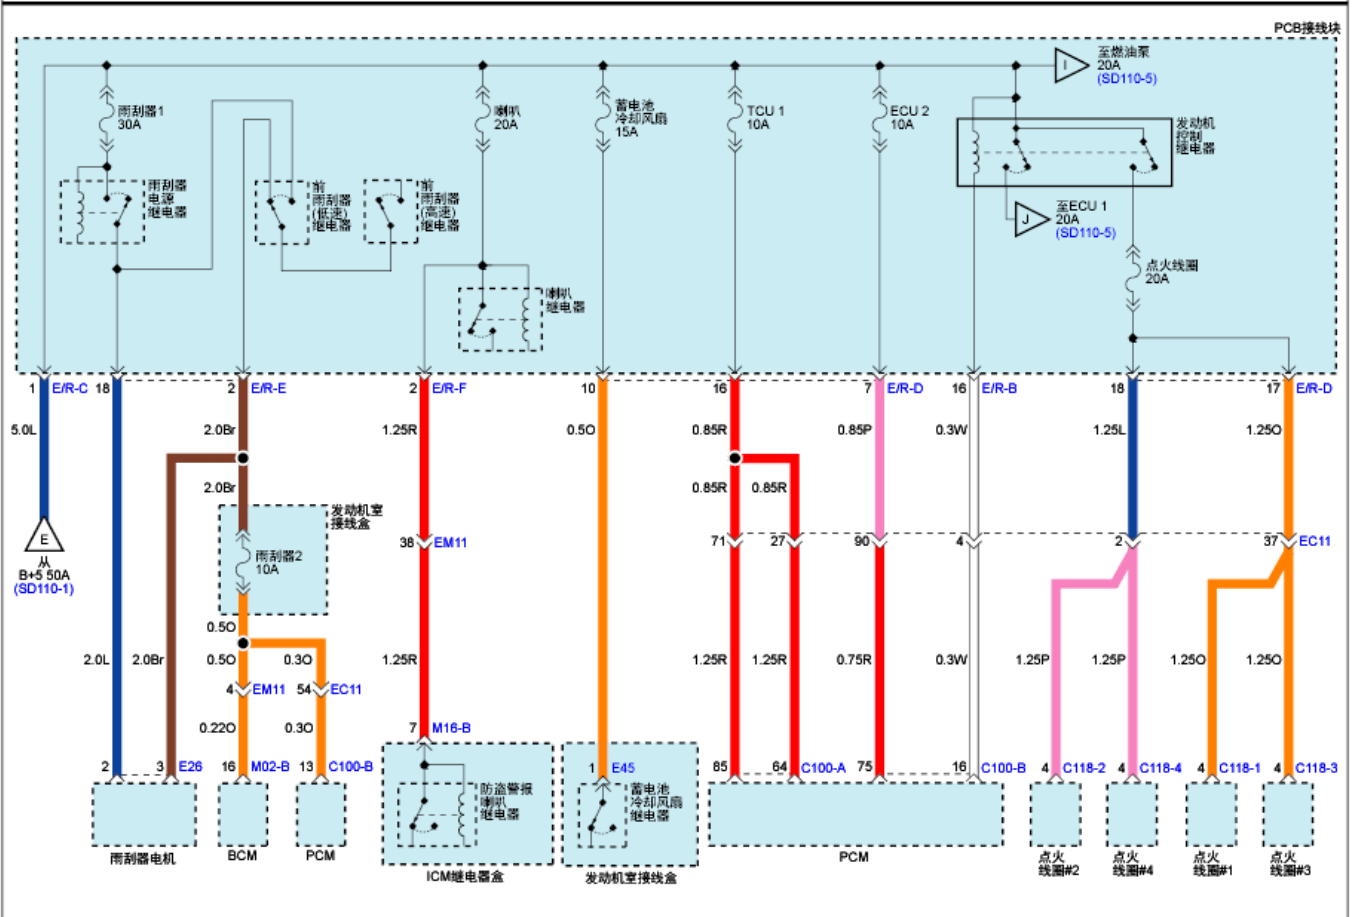 PCB接线块
I
至燃油泵
20A
(SD110-5)
雨刮器1
30A
喇叭
20A
蓄电池
冷却风扇
15A
TCU 1
10A
ECU 2
10A
发动机
控制
继电器
雨刮器
电源
继电器
前
雨刮器
(低速)
继电器
前
雨刮器
(高速)
继电器
J
至ECU 1
20A
(SD110-5)
点火线圈
20A
喇叭
继电器
1 E/R-C 18 2 E/R-E 2 E/R-F 10 16 7 E/R-D 16 E/R-B 18 17 E/R-D
5.0L 2.0Br 1.25R 0.5O 0.85R 0.85P 0.3W 1.25L 1.25O
2.0Br 0.85R 0.85R
发动机室
接线盒
E
从
B+5 50A
(SD110-1)
雨刮器2
10A
38 EM11 71 27 90 4 2 37 EC11
0.5O
2.0L 2.0Br 0.5O 0.3O 1.25R 1.25R 1.25R 0.75R 0.3W 1.25P 1.25P 1.25O 1.25O
4 EM11 54 EC11
0.22O 0.3O 7 M16-B
2 3 E26 16 M02-B 13 C100-B 1 E45 85 64 C100-A 75 16 C100-B 4 C118-2 4 C118-4 4 C118-1 4 C118-3
防盗警报
喇叭
继电器
蓄电池
冷却风扇
继电器
雨刮器电机
BCM
PCM
ICM继电器盒
发动机室接线盒
PCM
点火
线圈#2
点火
线圈#4
点火
线圈#1
点火
线圈#3